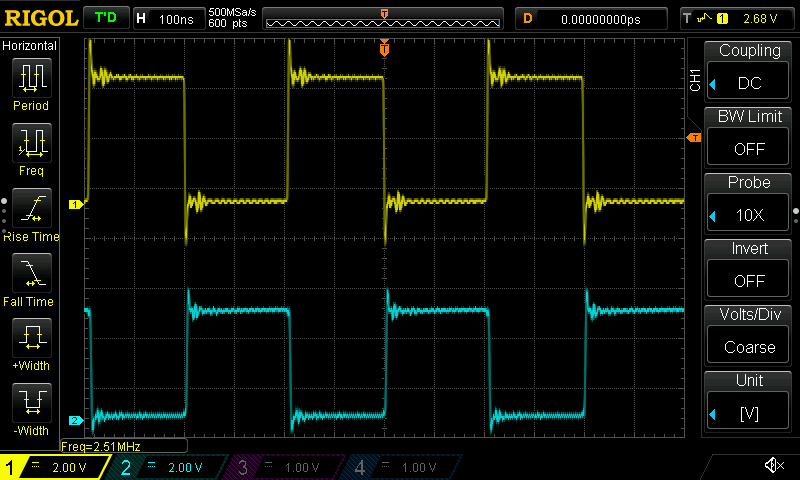 RIGOL T'D H 100ns 500MSa/s 600 pts T D 0.00000000ps T 1 2.68 V
Horizontal
Period
Freq
Rise Time
Fall Time
+Width
-Width
T
1
2
T
Freq=2.51MHz
CH1
Coupling
DC
BW Limit
OFF
Probe
10X
Invert
OFF
Volts/Div
Coarse
Unit
[V]
1 2.00 V 2 2.00 V 3 1.00 V 4 1.00 V